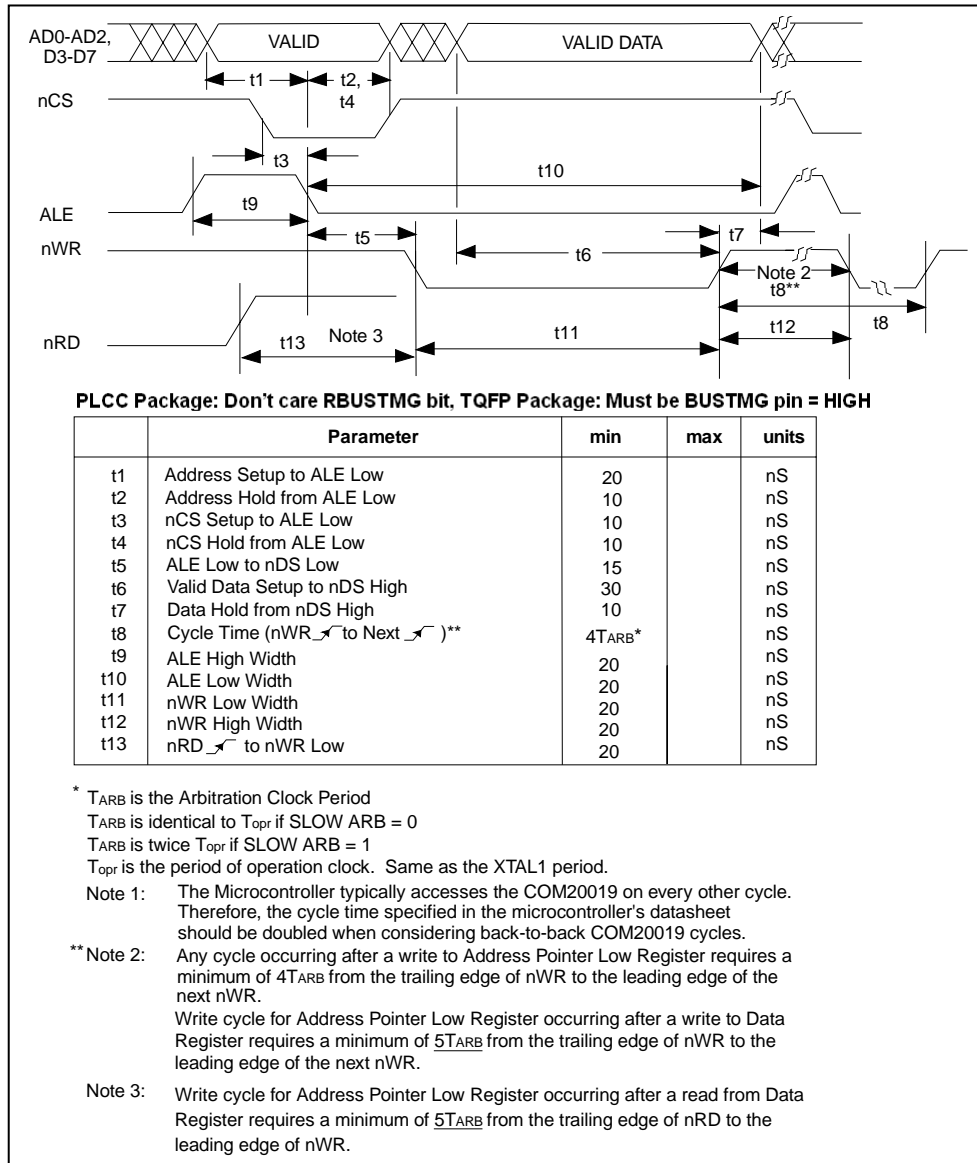 AD0-AD2,
D3-D7
VALID
VALID DATA
t1
t2,
t4
nCS
t3
t10
ALE
t9
nWR
t5
t6
t7
Note 2
t8**
t8
nRD
t13
Note 3
t11
t12
PLCC Package: Don't care RBUSTMG bit, TQFP Package: Must be BUSTMG pin = HIGH
Parameter min max units
t1 Address Setup to ALE Low 20 nS
t2 Address Hold from ALE Low 10 nS
t3 nCS Setup to ALE Low 10 nS
t4 nCS Hold from ALE Low 10 nS
t5 ALE Low to nDS Low 15 nS
t6 Valid Data Setup to nDS High 30 nS
t7 Data Hold from nDS High 10 nS
t8 Cycle Time (nWR to Next )** 4TARB* nS
t9 ALE High Width 20 nS
t10 ALE Low Width 20 nS
t11 nWR Low Width 20 nS
t12 nWR High Width 20 nS
t13 nRD to nWR Low 20 nS
* TARB is the Arbitration Clock Period
TARB is identical to Topr if SLOW ARB = 0
TARB is twice Topr if SLOW ARB = 1
Topr is the period of operation clock. Same as the XTAL1 period.
Note 1: The Microcontroller typically accesses the COM20019 on every other cycle.
Therefore, the cycle time specified in the microcontroller's datasheet
should be doubled when considering back-to-back COM20019 cycles.
**Note 2: Any cycle occurring after a write to Address Pointer Low Register requires a
minimum of 4TARB from the trailing edge of nWR to the leading edge of the
next nWR.
Write cycle for Address Pointer Low Register occurring after a write to Data
Register requires a minimum of 5TARB from the trailing edge of nWR to the
leading edge of the next nWR.
Note 3: Write cycle for Address Pointer Low Register occurring after a read from Data
Register requires a minimum of 5TARB from the trailing edge of nRD to the
leading edge of nWR.